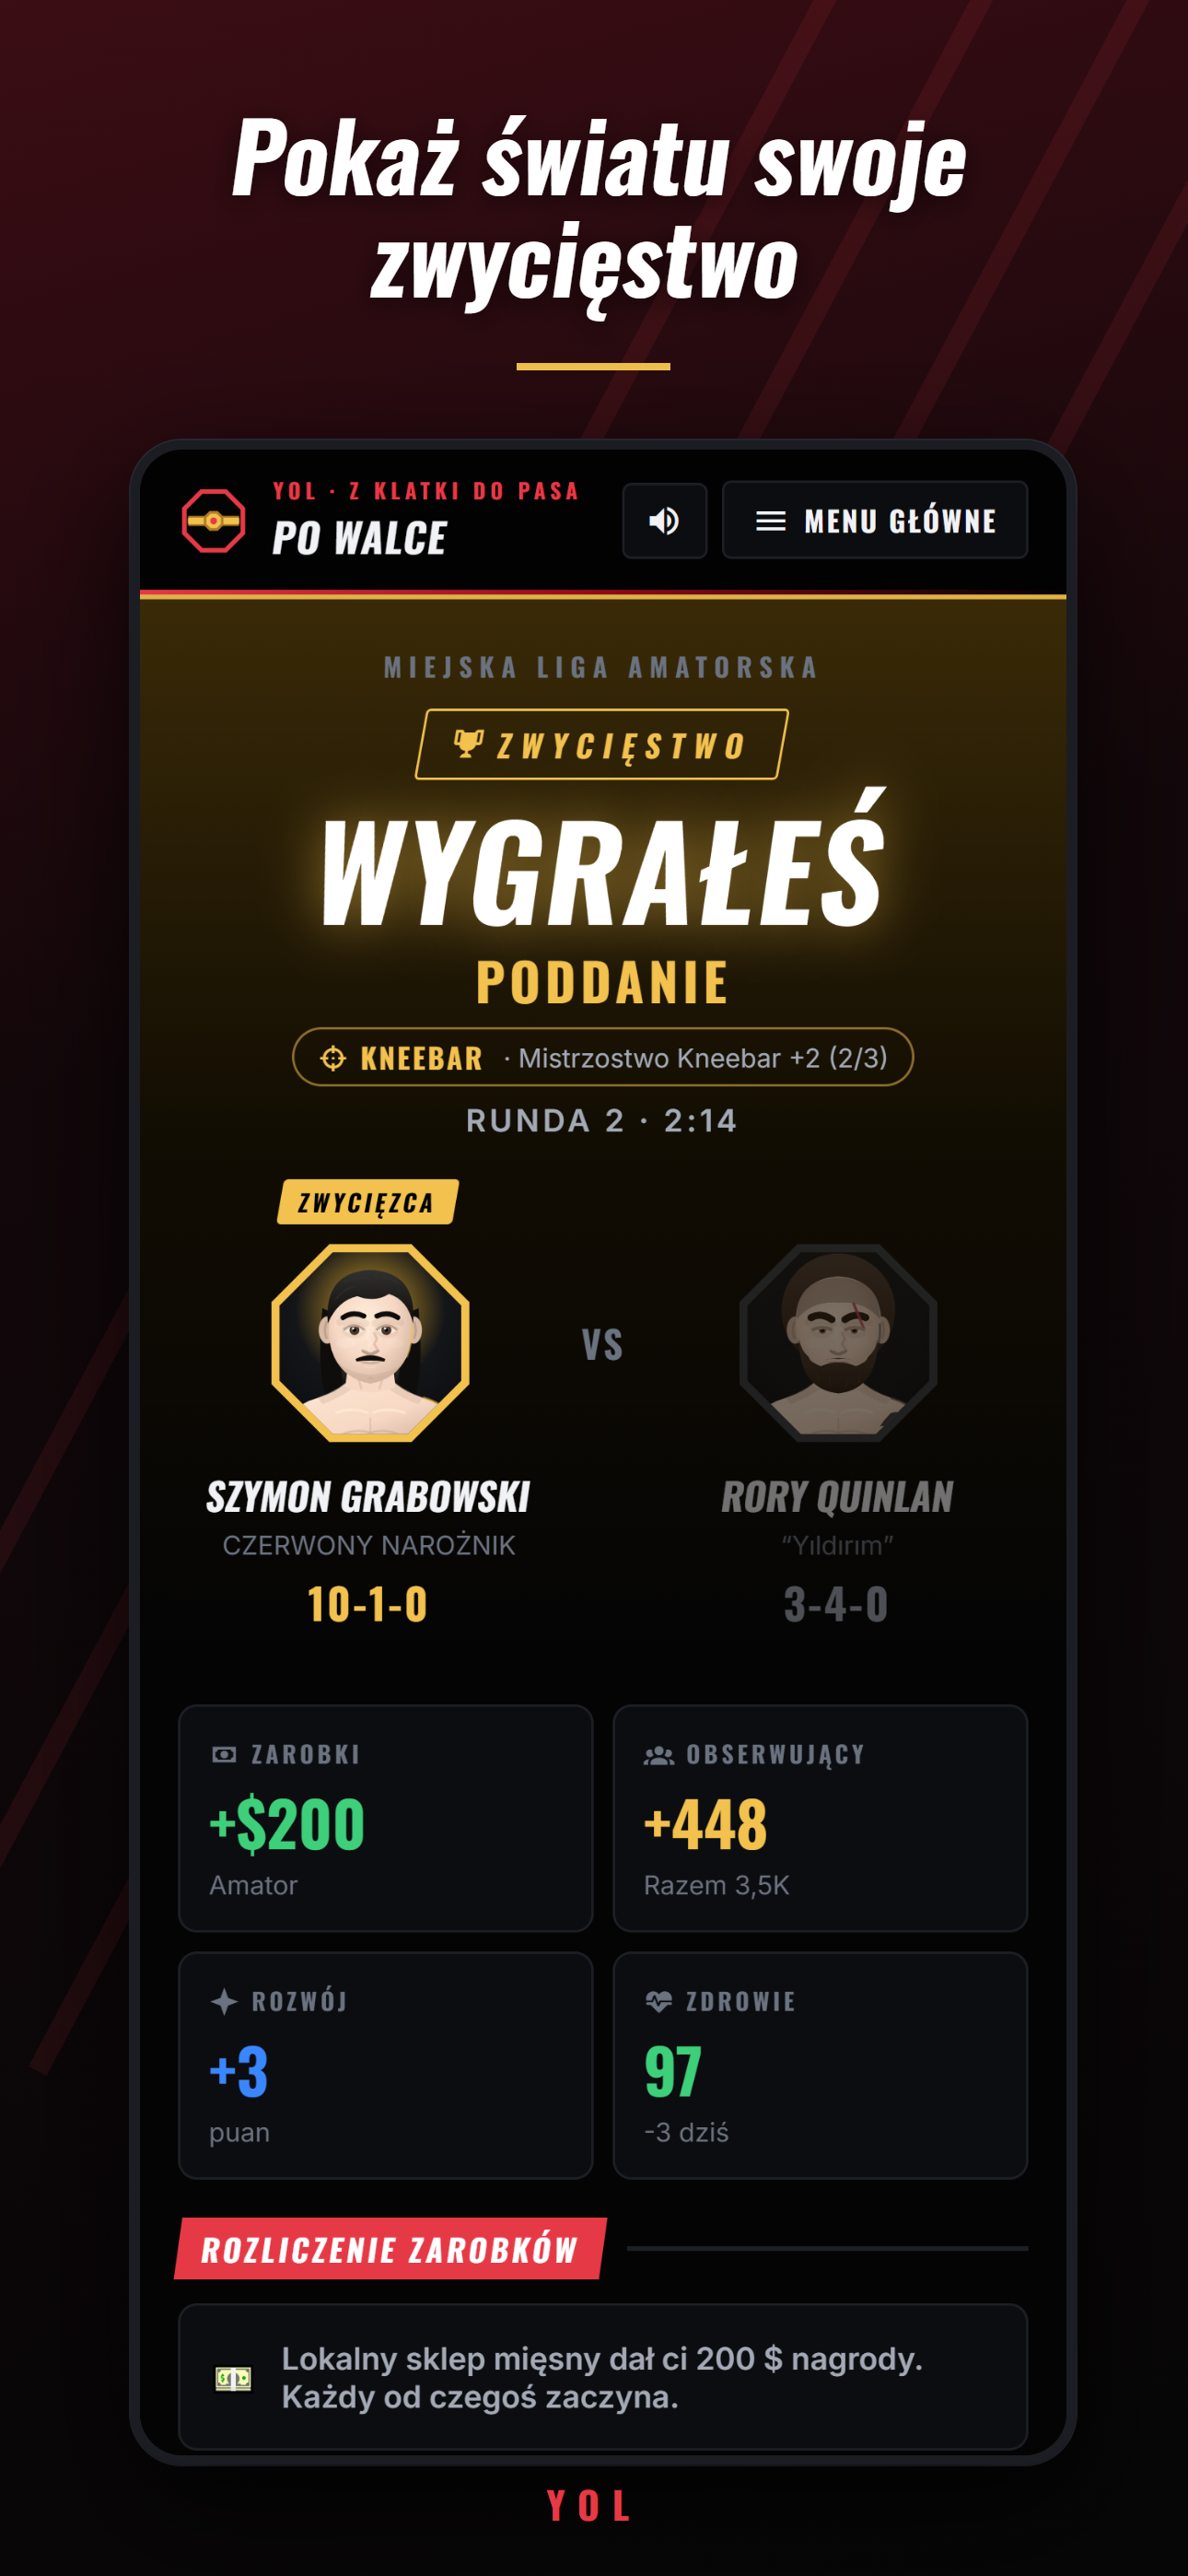 Pokaż światu swoje
zwycięstwo
YOL · Z KLATKI DO PASA
PO WALCE
MENU GŁÓWNE
MIEJSKA LIGA AMATORSKA
ZWYCIĘSTWO
WYGRAŁEŚ
PODDANIE
KNEEBAR · Mistrzostwo Kneebar +2 (2/3)
RUNDA 2 · 2:14
ZWYCIĘZCA
VS
SZYMON GRABOWSKI
RORY QUINLAN
CZERWONY NAROŻNIK
“Yıldırım”
10-1-0
3-4-0
ZAROBKI
OBSERWUJĄCY
+$200
+448
Amator
Razem 3,5K
ROZWÓJ
ZDROWIE
+3
97
puan
-3 dziś
ROZLICZENIE ZAROBKÓW
Lokalny sklep mięsny dał ci 200 $ nagrody.
Każdy od czegoś zaczyna.
YOL